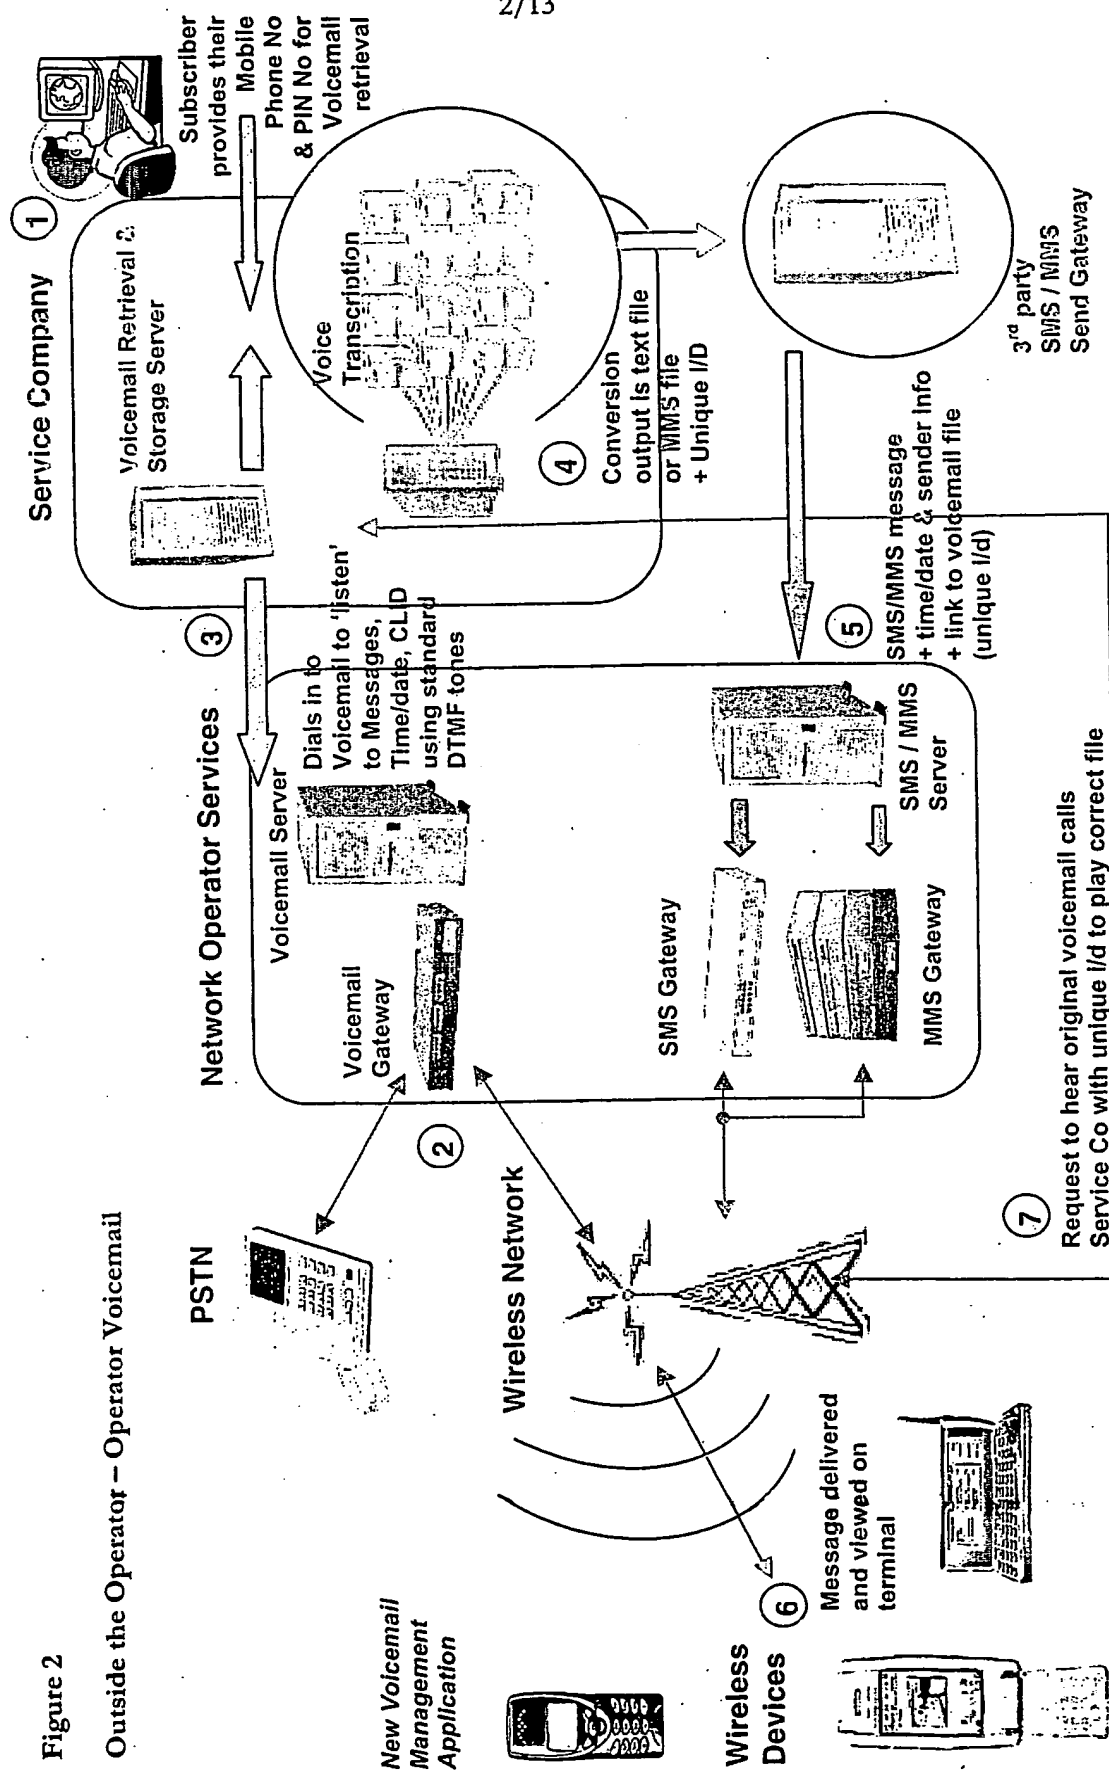 2/13
Figure 2
Outside the Operator – Operator Voicemail
Service Company
1
Subscriber
provides their
Mobile
Phone No
& PIN No for
Voicemail
retrieval
Voicemail Retrieval &
Storage Server
Voice
Transcription
4
Conversion
output is text file
or MMS file
+ Unique I/D
3rd party
SMS / MMS
Send Gateway
Network Operator Services
3
Dials in to
Voicemail to 'listen'
to Messages,
Time/date, CLID
using standard
DTMF tones
Voicemail Server
Voicemail
Gateway
5
SMS/MMS message
+ time/date & sender Info
+ link to voicemail file
(unique I/d)
SMS / MMS
Server
SMS Gateway
MMS Gateway
PSTN
2
Wireless Network
7
Request to hear original voicemail calls
Service Co with unique I/d to play correct file
New Voicemail
Management
Application
Wireless
Devices
6
Message delivered
and viewed on
terminal